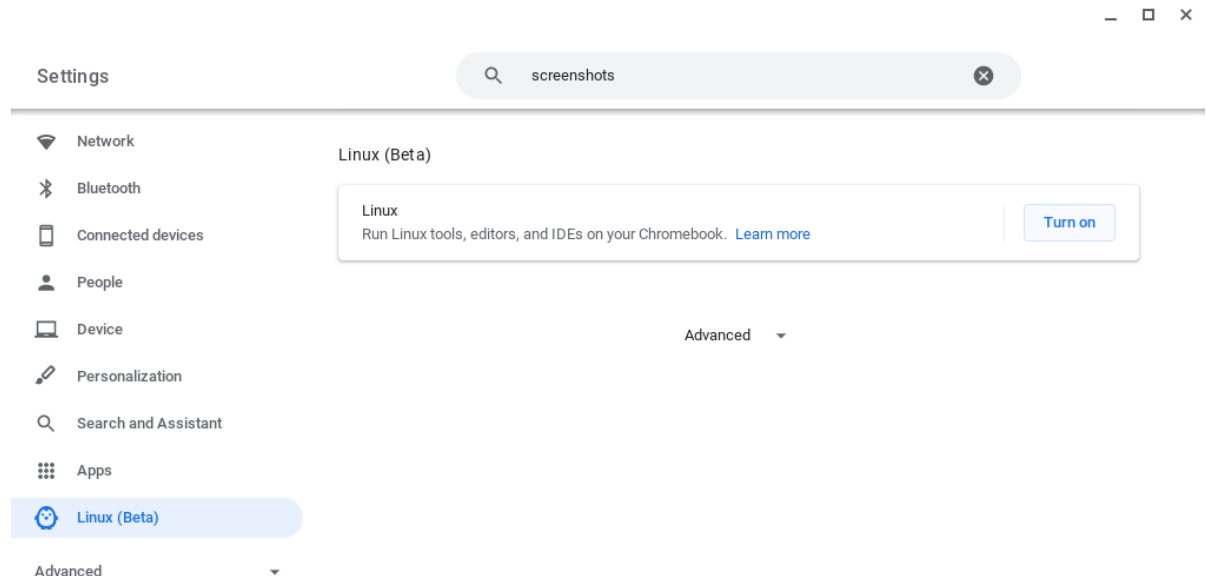 Settings
screenshots
Network
Bluetooth
Connected devices
People
Device
Personalization
Search and Assistant
Apps
Linux (Beta)
Advanced
Linux (Beta)
Linux
Run Linux tools, editors, and IDEs on your Chromebook. Learn more
Turn on
Advanced